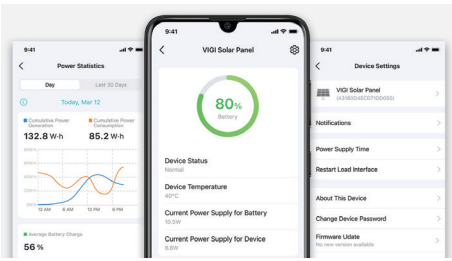 9:41
Power Statistics
Day
Last 30 Days
Today, Mar 12
Cumulative Power Generation
Cumulative Power Consumption
132.8 W·h
85.2 W·h
12 AM
6 AM
12 PM
6 PM
Average Battery Charge
56 %
9:41
VIGI Solar Panel
80%
Battery
Device Status
Normal
Device Temperature
40°C
Current Power Supply for Battery
10.5W
Current Power Supply for Device
8.8W
9:41
Device Settings
VIGI Solar Panel
Notifications
Power Supply Time
Restart Load Interface
About This Device
Change Device Password
Firmware Udate
No new version available